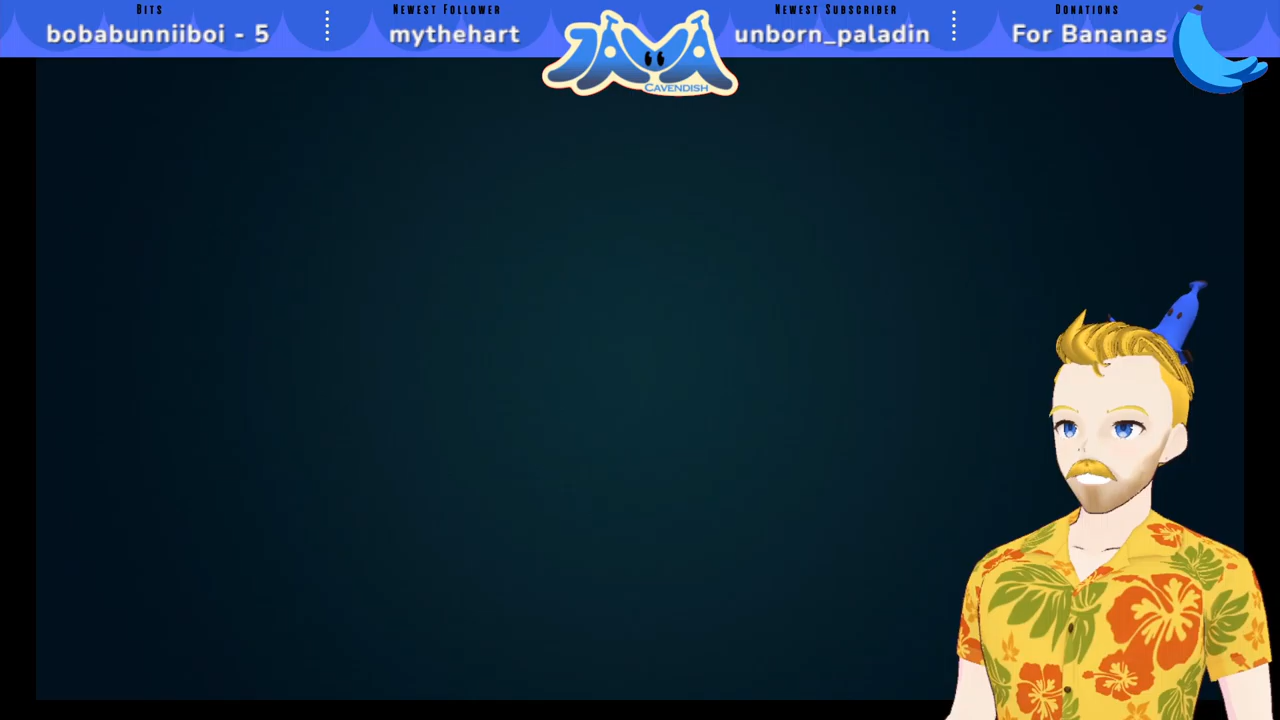 Bits
bobabunniiboi - 5
Newest Follower
mythehart
JAVA
CAVENDISH
Newest Subscriber
unborn_paladin
Donations
For Bananas